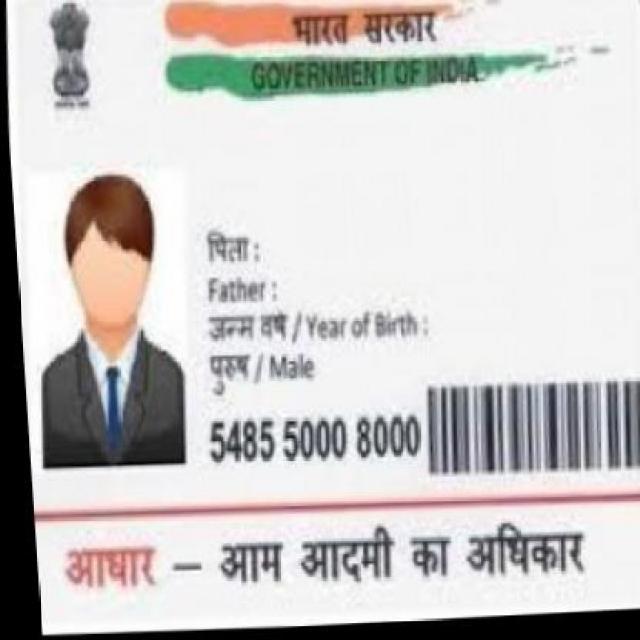 भारत सरकार
GOVERNMENT OF INDIA
पिता :
Father :
जन्म वर्ष / Year of Birth :
पुरुष / Male
5485 5000 8000
आधार – आम आदमी का अधिकार